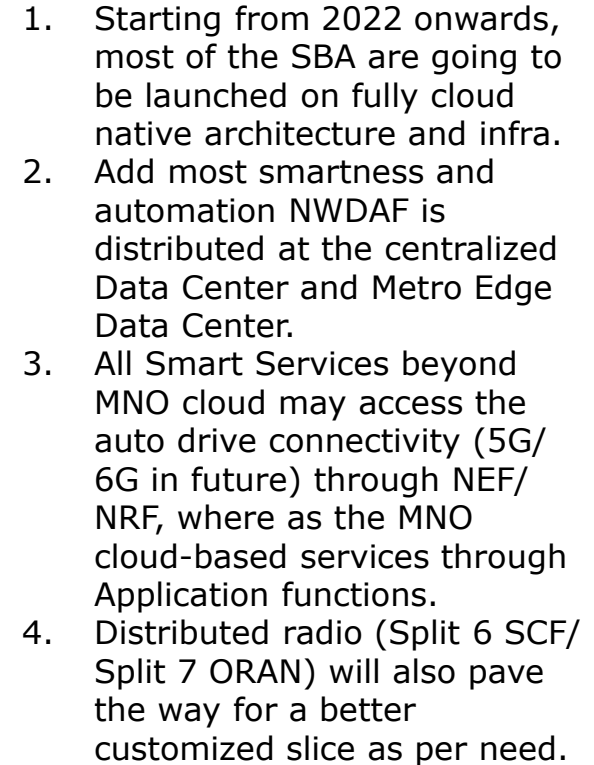 1. Starting from 2022 onwards,
most of the SBA are going to
be launched on fully cloud
native architecture and infra.
2. Add most smartness and
automation NWDAF is
distributed at the centralized
Data Center and Metro Edge
Data Center.
3. All Smart Services beyond
MNO cloud may access the
auto drive connectivity (5G/
6G in future) through NEF/
NRF, where as the MNO
cloud-based services through
Application functions.
4. Distributed radio (Split 6 SCF/
Split 7 ORAN) will also pave
the way for a better
customized slice as per need.